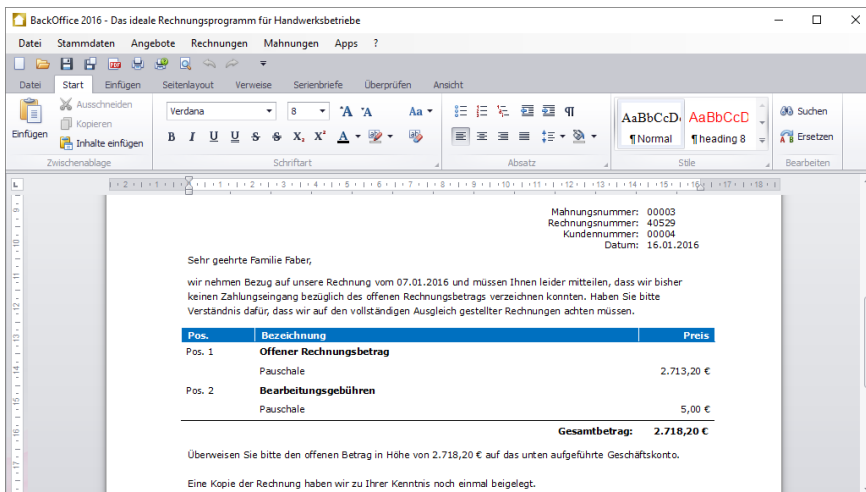 BackOffice 2016 - Das ideale Rechnungsprogramm für Handwerksbetriebe
Datei Stammdaten Angebote Rechnungen Mahnungen Apps ?
Datei Start Einfügen Seitenlayout Verweise Serienbriefe Überprüfen Ansicht
Einfügen
Ausschneiden
Kopieren
Inhalte einfügen
Zwischenablage
Verdana 8
Schriftart
Absatz
AaBbCcD
¶ Normal
AaBbCcD
¶ heading 8
Stile
Suchen
Ersetzen
Bearbeiten
Mahnungsnummer: 00003
Rechnungsnummer: 40529
Kundennummer: 00004
Datum: 16.01.2016
Sehr geehrte Familie Faber,
wir nehmen Bezug auf unsere Rechnung vom 07.01.2016 und müssen Ihnen leider mitteilen, dass wir bisher
keinen Zahlungseingang bezüglich des offenen Rechnungsbetrags verzeichnen konnten. Haben Sie bitte
Verständnis dafür, dass wir auf den vollständigen Ausgleich gestellter Rechnungen achten müssen.
Pos. Bezeichnung Preis
Pos. 1 Offener Rechnungsbetrag
Pauschale 2.713,20 €
Pos. 2 Bearbeitungsgebühren
Pauschale 5,00 €
Gesamtbetrag: 2.718,20 €
Überweisen Sie bitte den offenen Betrag in Höhe von 2.718,20 € auf das unten aufgeführte Geschäftskonto.
Eine Kopie der Rechnung haben wir zu Ihrer Kenntnis noch einmal beigelegt.